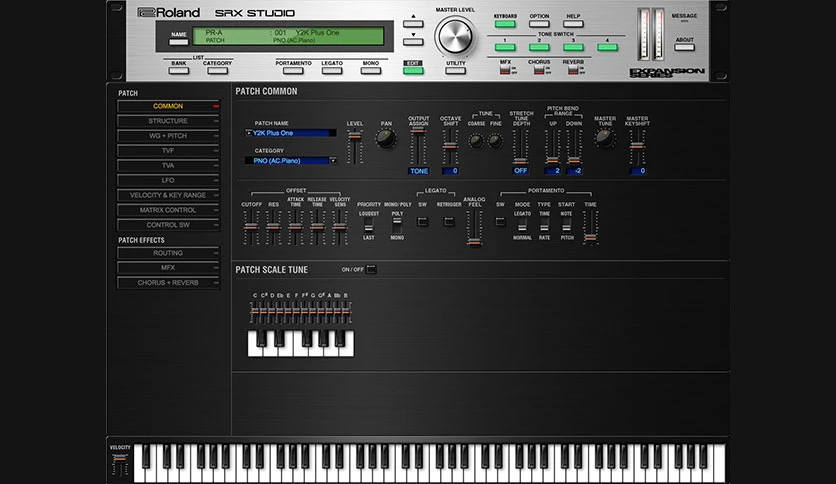 Roland SRX STUDIO
NAME
PR-A : 001 Y2K Plus One
PATCH PNO (AC.Piano)
LIST
BANK CATEGORY PORTAMENTO LEGATO MONO
EDIT UTILITY
MASTER LEVEL
KEYBOARD OPTION HELP
TONE SWITCH
1 2 3 4
MFX CHORUS REVERB
ON ON ON
OFF OFF OFF
MESSAGE
MIDI
ABOUT
EXPANSION
SERIES
PATCH
COMMON
STRUCTURE
WG + PITCH
TVF
TVA
LFO
VELOCITY & KEY RANGE
MATRIX CONTROL
CONTROL SW
PATCH EFFECTS
ROUTING
MFX
CHORUS + REVERB
PATCH COMMON
PATCH NAME
Y2K Plus One
CATEGORY
PNO (AC.Piano)
LEVEL
PAN
OUTPUT ASSIGN
TONE
OCTAVE SHIFT
0
TUNE
COARSE FINE
STRETCH TUNE DEPTH
OFF
PITCH BEND RANGE
UP DOWN
2 -2
MASTER TUNE
MASTER KEYSHIFT
0
OFFSET
CUTOFF RES ATTACK TIME RELEASE TIME VELOCITY SENS
PRIORITY MONO/POLY
LOUDEST POLY
LAST MONO
LEGATO
SW RETRIGGER
ANALOG FEEL
PORTAMENTO
SW MODE TYPE START TIME
LEGATO TIME NOTE
NORMAL RATE PITCH
PATCH SCALE TUNE
ON / OFF
C C# D Eb E F F# G G# A Bb B
VELOCITY